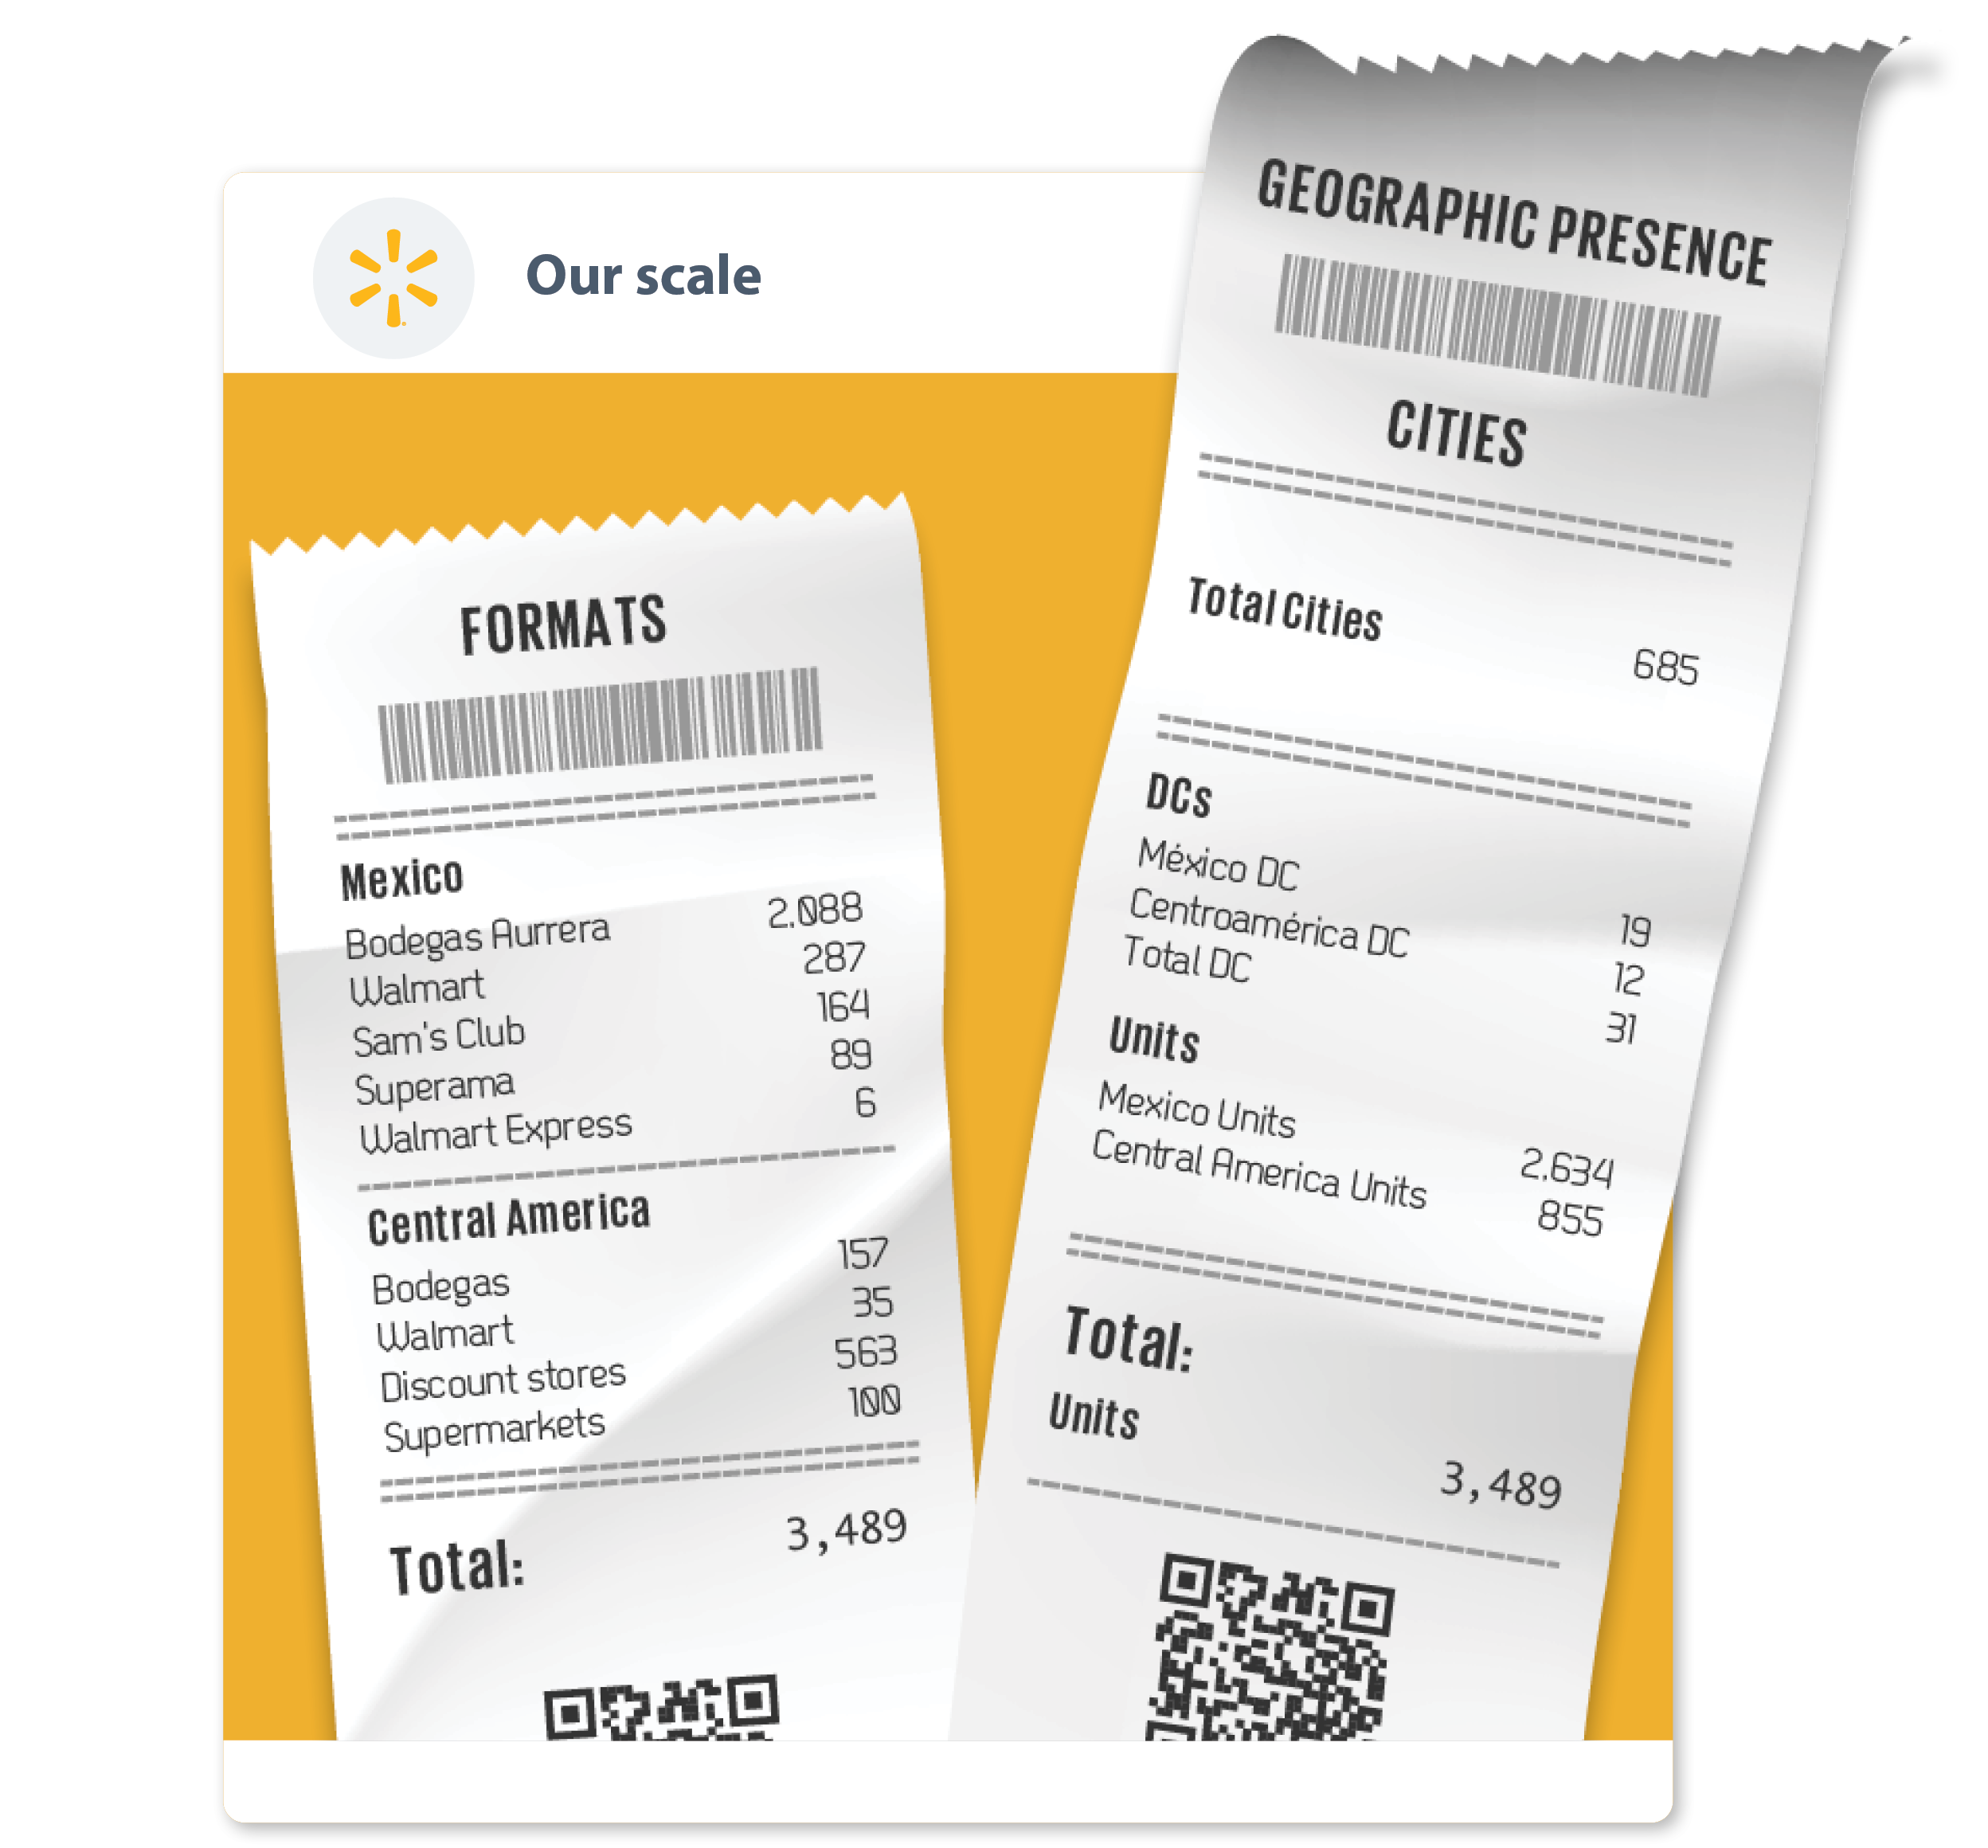 Our scale
FORMATS
Mexico
Bodegas Aurrera 2,088
Walmart 287
Sam's Club 164
Superama 89
Walmart Express 6
Central America
Bodegas 157
Walmart 35
Discount stores 563
Supermarkets 100
Total: 3,489
GEOGRAPHIC PRESENCE
CITIES
Total Cities 685
DCs
México DC 19
Centroamérica DC 12
Total DC 31
Units
Mexico Units 2,634
Central America Units 855
Total:
Units 3,489